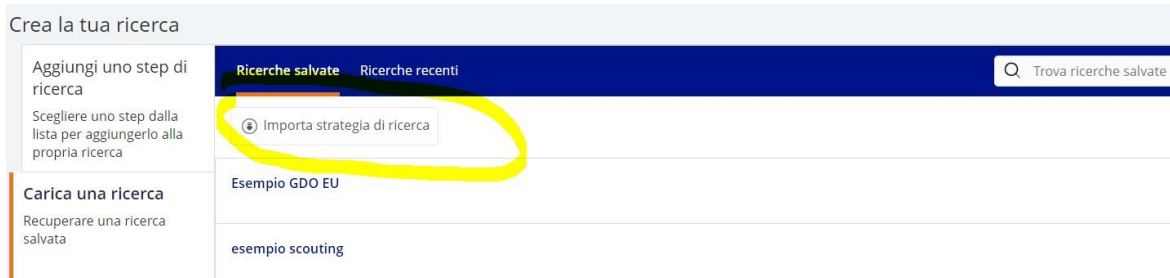 Crea la tua ricerca
Aggiungi uno step di
ricerca
Scegliere uno step dalla
lista per aggiungerlo alla
propria ricerca
Carica una ricerca
Recuperare una ricerca
salvata
Ricerche salvate Ricerche recenti
Trova ricerche salvate
Importa strategia di ricerca
Esempio GDO EU
esempio scouting